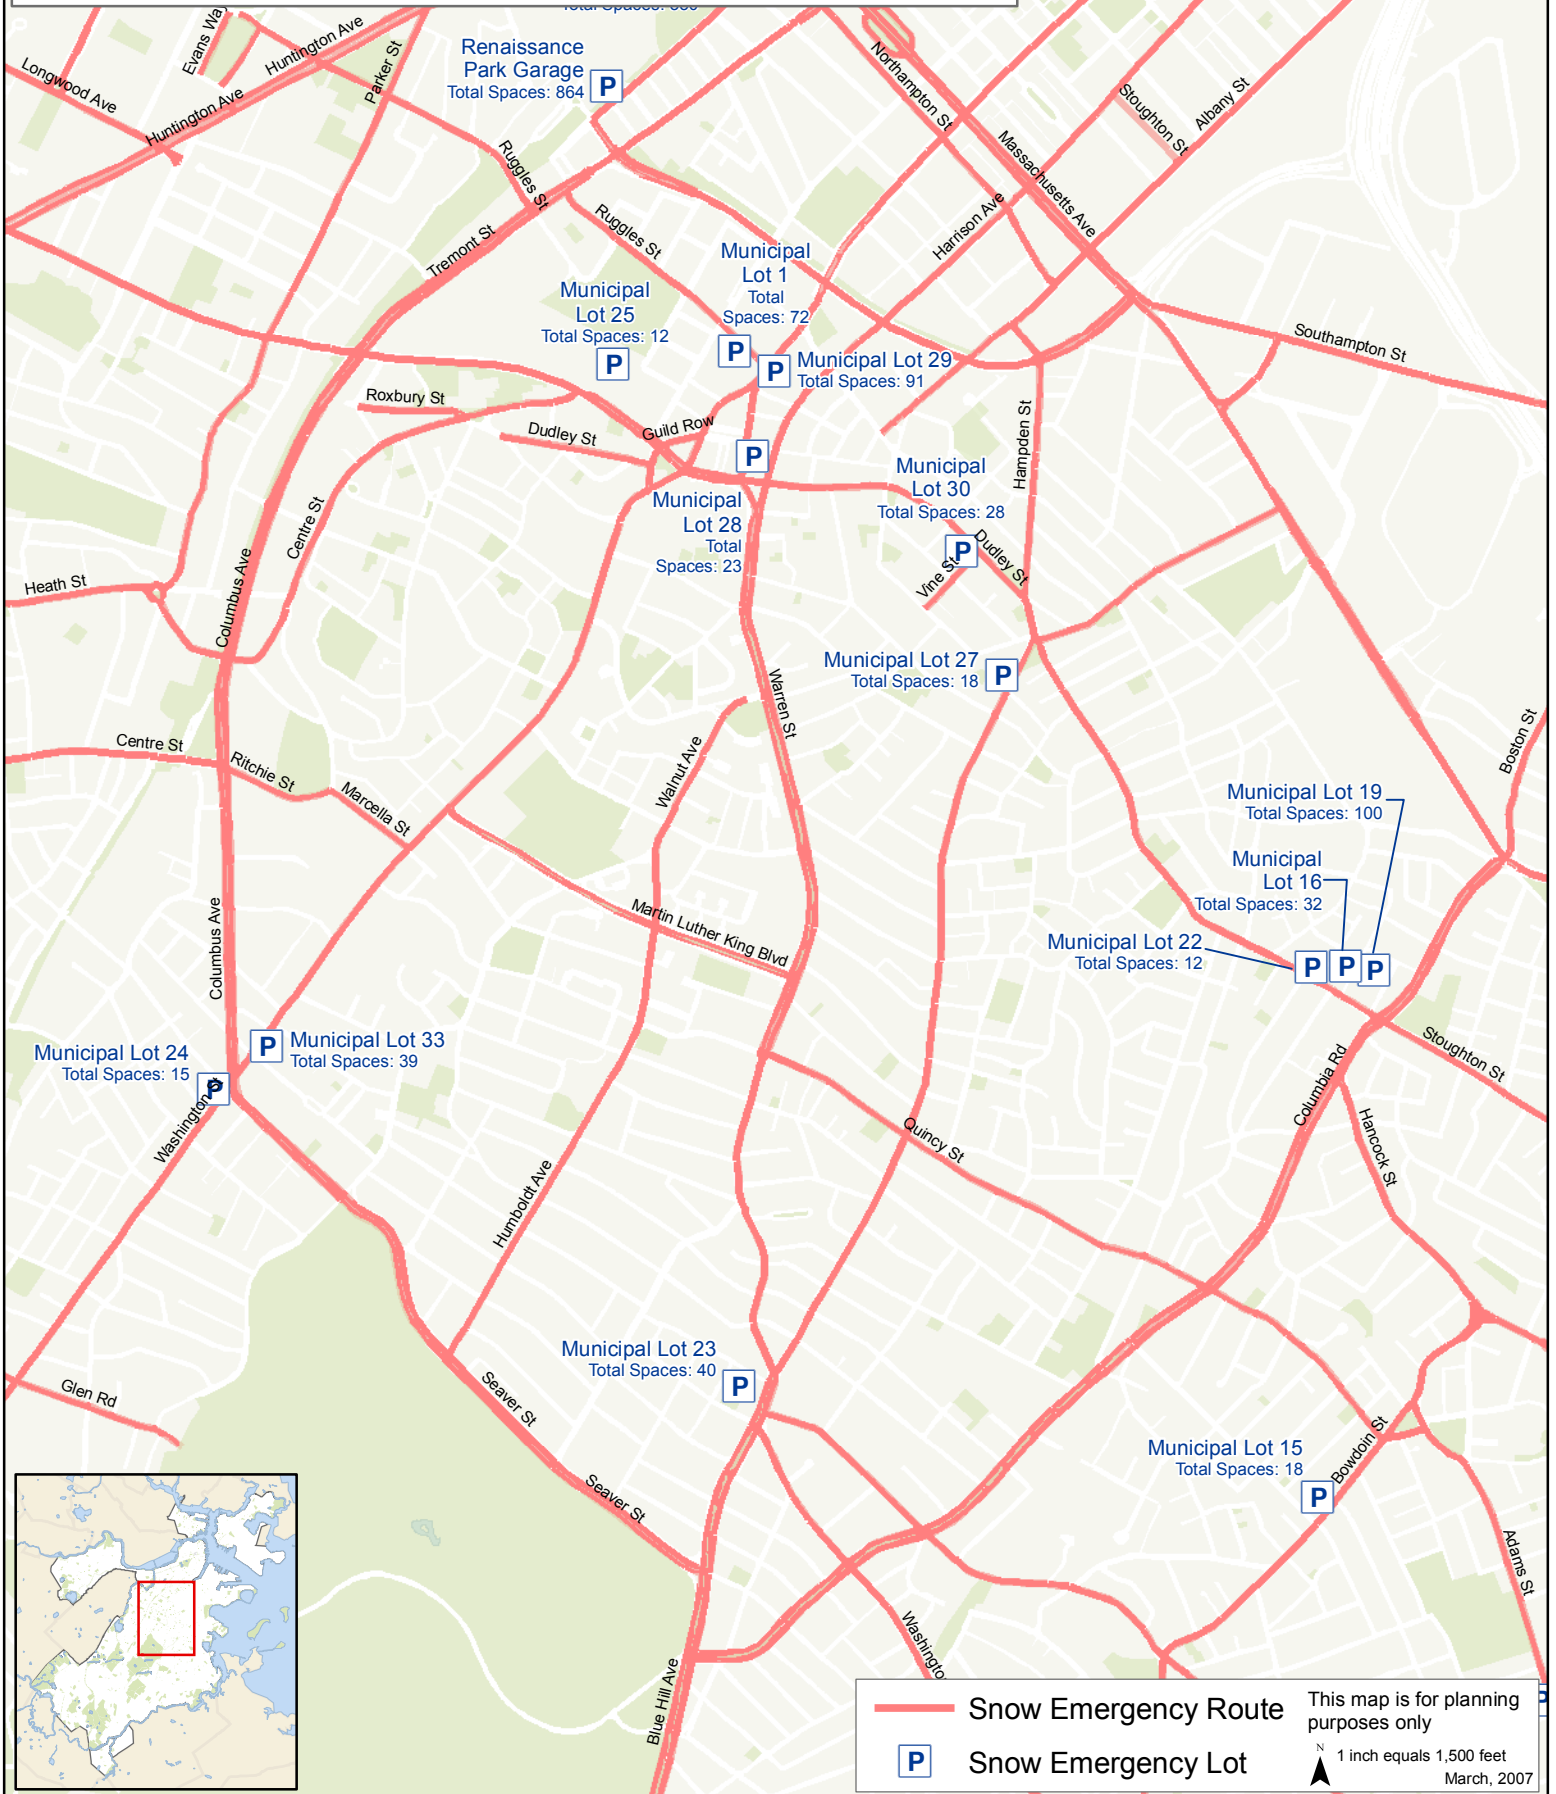 Evans Way
Huntington Ave
Parker St
Longwood Ave
Huntington Ave
Renaissance
Park Garage
Total Spaces: 864
P
Northampton St
Stoughton St
Albany St
Massachusetts Ave
Ruggles St
Ruggles St
Harrison Ave
Tremont St
Municipal
Lot 1
Total
Spaces: 72
P
Municipal
Lot 25
Total Spaces: 12
P
Municipal Lot 29
Total Spaces: 91
P
Southampton St
Roxbury St
Dudley St
Guild Row
P
Hampden St
Municipal
Lot 28
Total
Spaces: 23
Municipal
Lot 30
Total Spaces: 28
P
Dudley St
Vine St
Centre St
Columbus Ave
Heath St
Municipal Lot 27
Total Spaces: 18
P
Warren St
Centre St
Ritchie St
Marcella St
Walnut Ave
Boston St
Municipal Lot 19
Total Spaces: 100
Municipal
Lot 16
Total Spaces: 32
Municipal Lot 22
Total Spaces: 12
P
P
P
Martin Luther King Blvd
Columbus Ave
Municipal Lot 33
Total Spaces: 39
P
Municipal Lot 24
Total Spaces: 15
P
Washington St
Columbia Rd
Stoughton St
Hancock St
Quincy St
Humboldt Ave
Municipal Lot 23
Total Spaces: 40
P
Glen Rd
Seaver St
Seaver St
Municipal Lot 15
Total Spaces: 18
P
Bowdoin St
Adams St
Washingto
Blue Hill Ave
P
Snow Emergency Route
P
Snow Emergency Lot
This map is for planning
purposes only
N
1 inch equals 1,500 feet
March, 2007